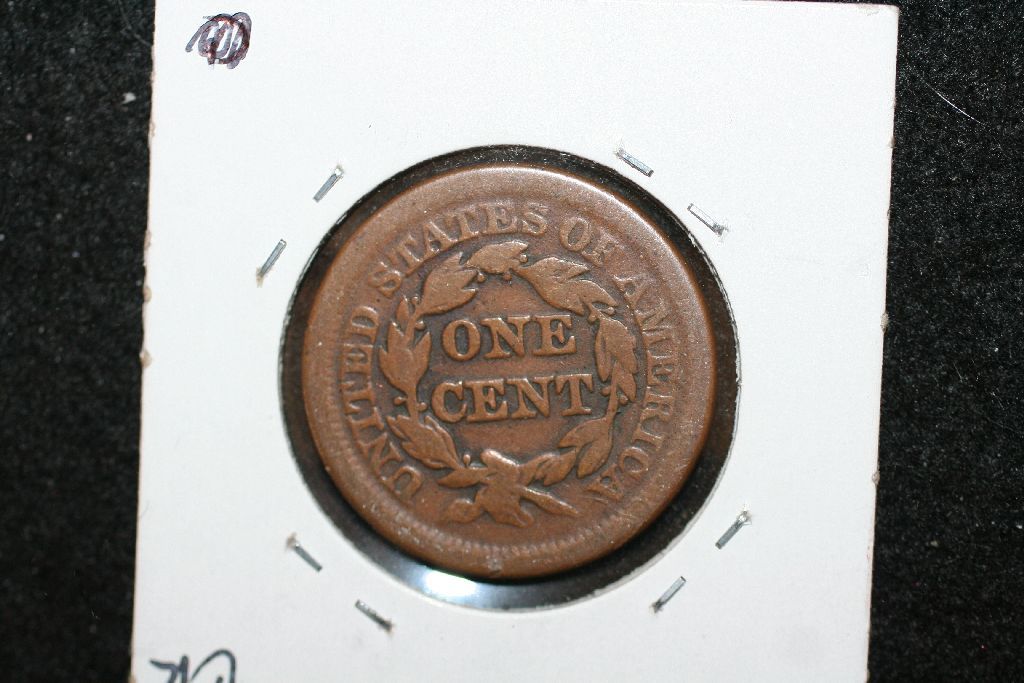 UNITED STATES OF AMERICA
ONE
CENT